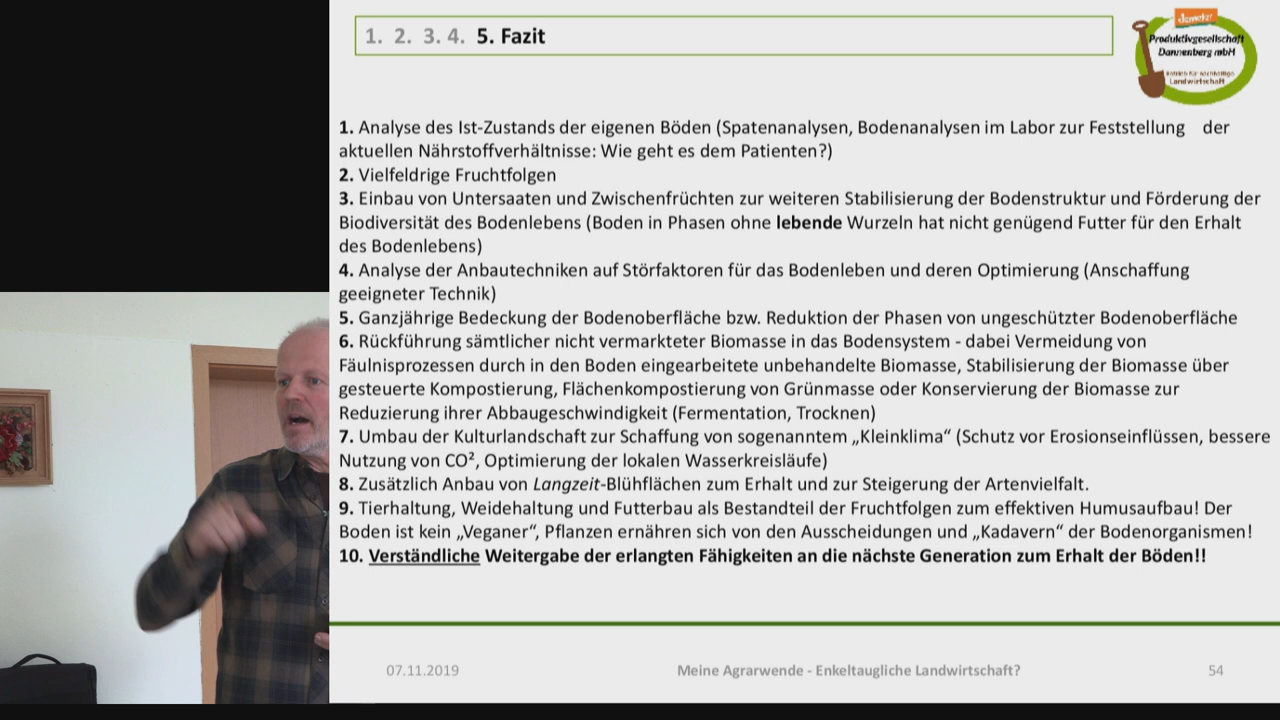 1. 2. 3. 4. 5. Fazit
demeter
Produktivgesellschaft
Dannenberg mbH
Betrieb für nachhaltige
Landwirtschaft
1. Analyse des Ist-Zustands der eigenen Böden (Spatenanalysen, Bodenanalysen im Labor zur Feststellung der
aktuellen Nährstoffverhältnisse: Wie geht es dem Patienten?)
2. Vielfeldrige Fruchtfolgen
3. Einbau von Untersaaten und Zwischenfrüchten zur weiteren Stabilisierung der Bodenstruktur und Förderung der
Biodiversität des Bodenlebens (Boden in Phasen ohne lebende Wurzeln hat nicht genügend Futter für den Erhalt
des Bodenlebens)
4. Analyse der Anbautechniken auf Störfaktoren für das Bodenleben und deren Optimierung (Anschaffung
geeigneter Technik)
5. Ganzjährige Bedeckung der Bodenoberfläche bzw. Reduktion der Phasen von ungeschützter Bodenoberfläche
6. Rückführung sämtlicher nicht vermarkteter Biomasse in das Bodensystem - dabei Vermeidung von
Fäulnisprozessen durch in den Boden eingearbeitete unbehandelte Biomasse, Stabilisierung der Biomasse über
gesteuerte Kompostierung, Flächenkompostierung von Grünmasse oder Konservierung der Biomasse zur
Reduzierung ihrer Abbaugeschwindigkeit (Fermentation, Trocknen)
7. Umbau der Kulturlandschaft zur Schaffung von sogenanntem „Kleinklima“ (Schutz vor Erosionseinflüssen, bessere
Nutzung von CO², Optimierung der lokalen Wasserkreisläufe)
8. Zusätzlich Anbau von Langzeit-Blühflächen zum Erhalt und zur Steigerung der Artenvielfalt.
9. Tierhaltung, Weidehaltung und Futterbau als Bestandteil der Fruchtfolgen zum effektiven Humusaufbau! Der
Boden ist kein „Veganer“, Pflanzen ernähren sich von den Ausscheidungen und „Kadavern“ der Bodenorganismen!
10. Verständliche Weitergabe der erlangten Fähigkeiten an die nächste Generation zum Erhalt der Böden!!
07.11.2019
Meine Agrarwende - Enkeltaugliche Landwirtschaft?
54